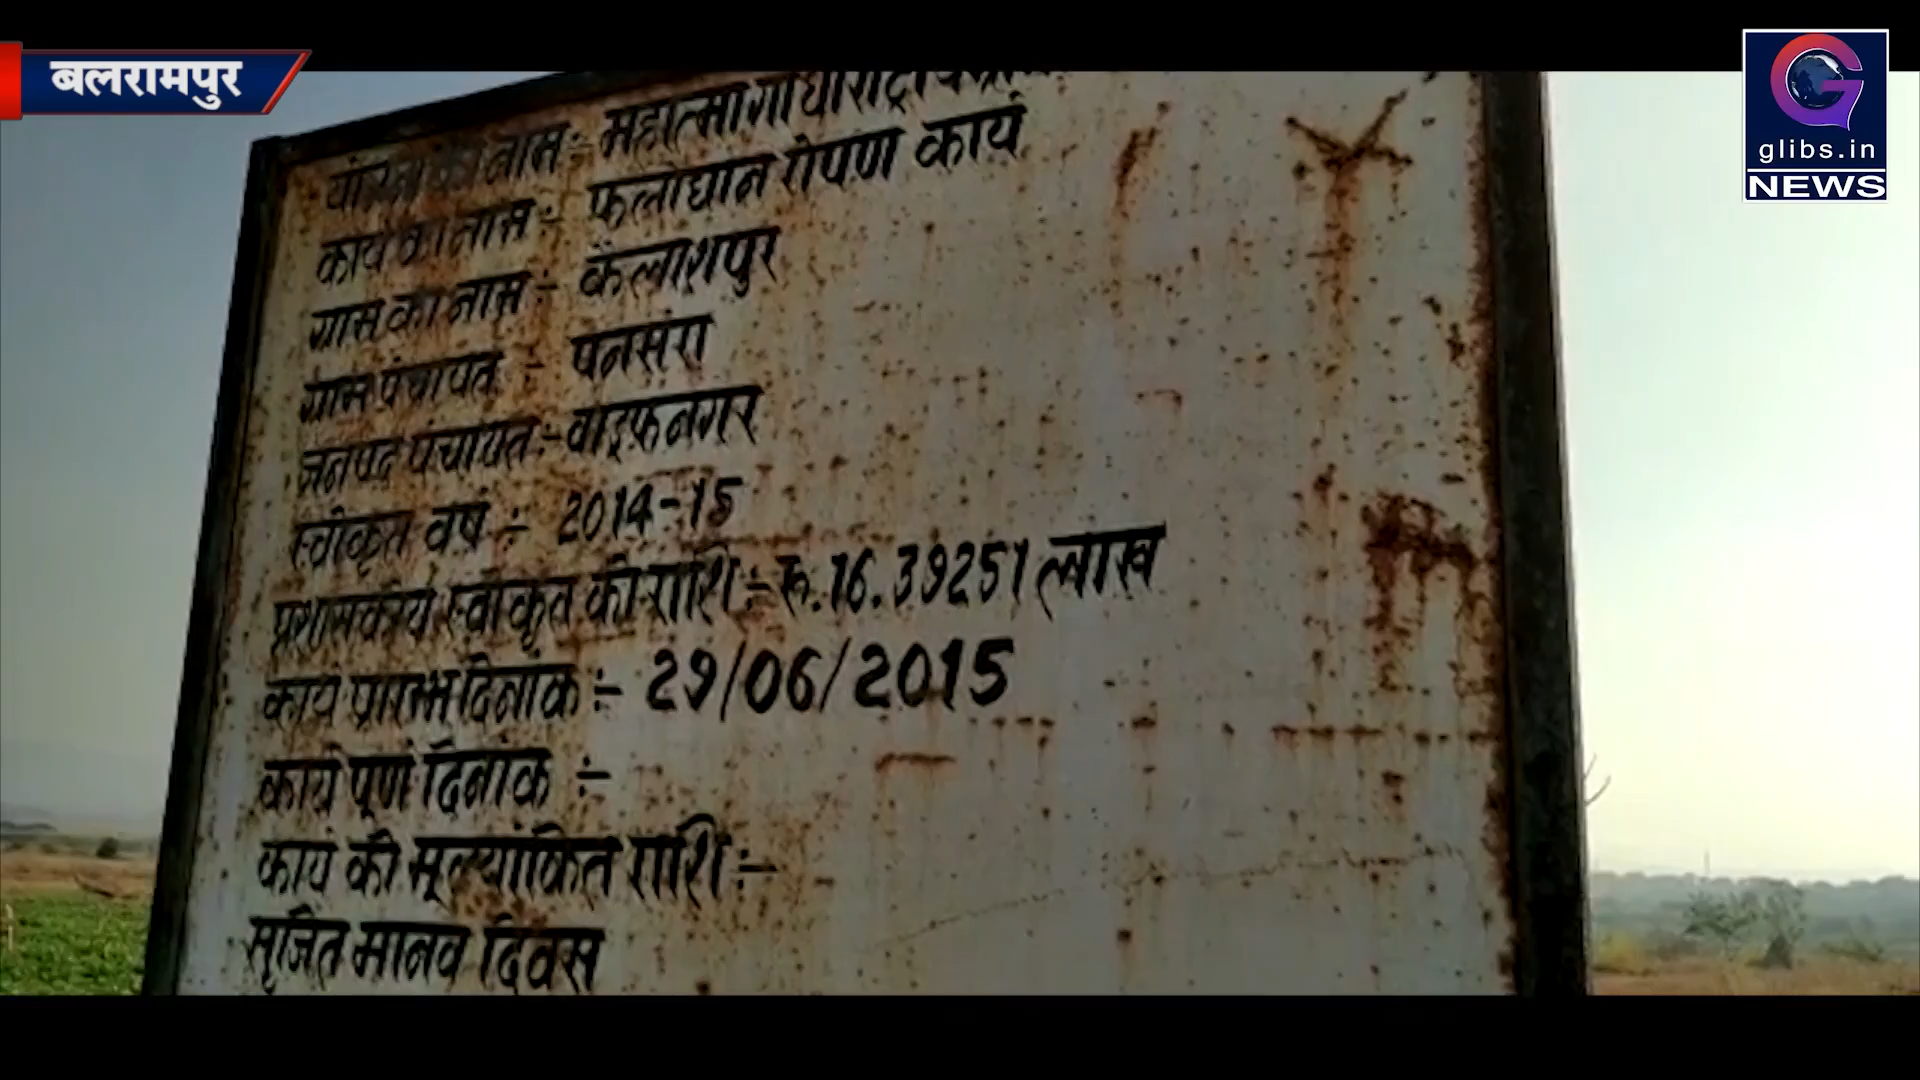 बलरामपुर
glibs.in
NEWS
योजना का नाम :- महात्मा गांधी
कार्य का नाम :- फलोधान रोपण कार्य
ग्राम का नाम :- कैलाशपुर
ग्राम पंचायत :- पनसरा
जनपद पंचायत :- वाड्रफनगर
स्वीकृत वर्ष :- 2014-15
प्रशासकीय स्वीकृत की राशि :- रू. 16.39251 लाख
कार्य प्रारम्भ दिनांक :- 29/06/2015
कार्य पूर्ण दिनांक :-
कार्य की मूल्यांकित राशि :-
सृजित मानव दिवस